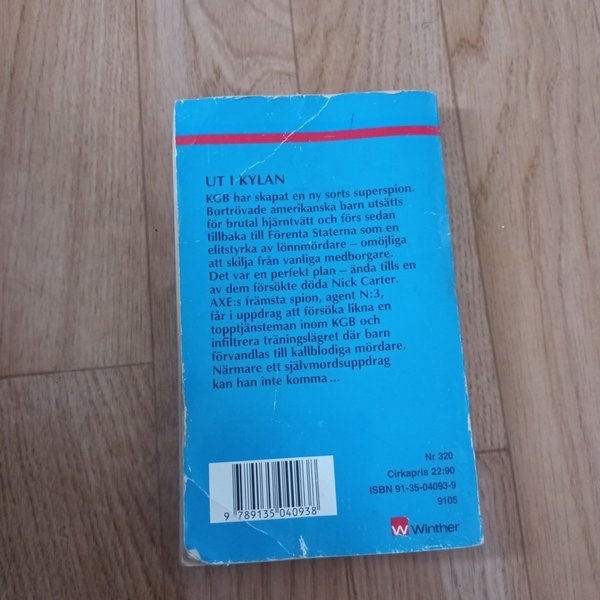 UT I KYLAN
KGB har skapat en ny sorts superspion.
Bortrövade amerikanska barn utsätts
för brutal hjärntvätt och förs sedan
tillbaka till Förenta Staterna som en
elitstyrka av lönnmördare – omöjliga
att skilja från vanliga medborgare.
Det var en perfekt plan – ända tills en
av dem försökte döda Nick Carter.
AXE:s främsta spion, agent N:3,
får i uppdrag att försöka likna en
topptjänsteman inom KGB och
infiltrera träningslägret där barn
förvandlas till kallblodiga mördare.
Närmare ett självmordsuppdrag
kan han inte komma ...
Nr 320
Cirkapris 22:90
ISBN 91-35-04093-9
9105
9 789135 040938
W Winther